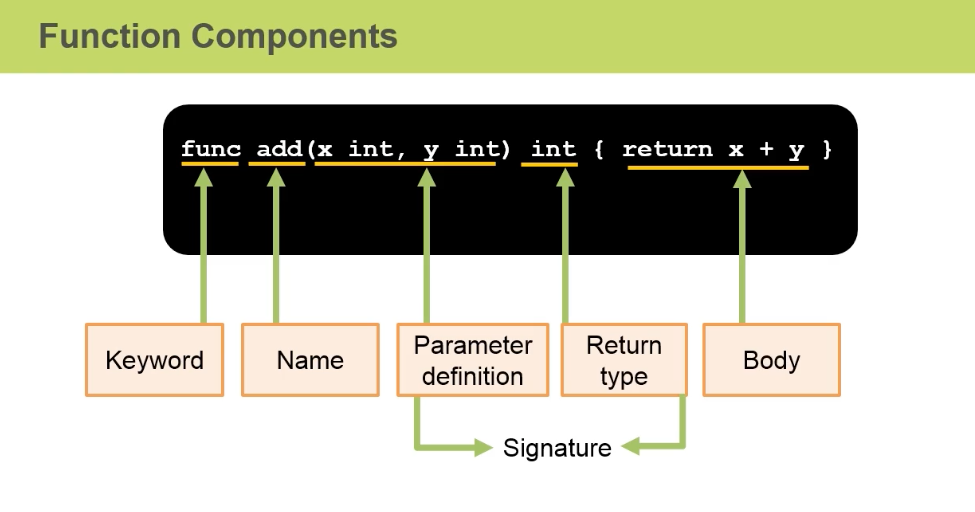 Function Components
func add(x int, y int) int { return x + y }
Keyword
Name
Parameter
definition
Return
type
Body
Signature